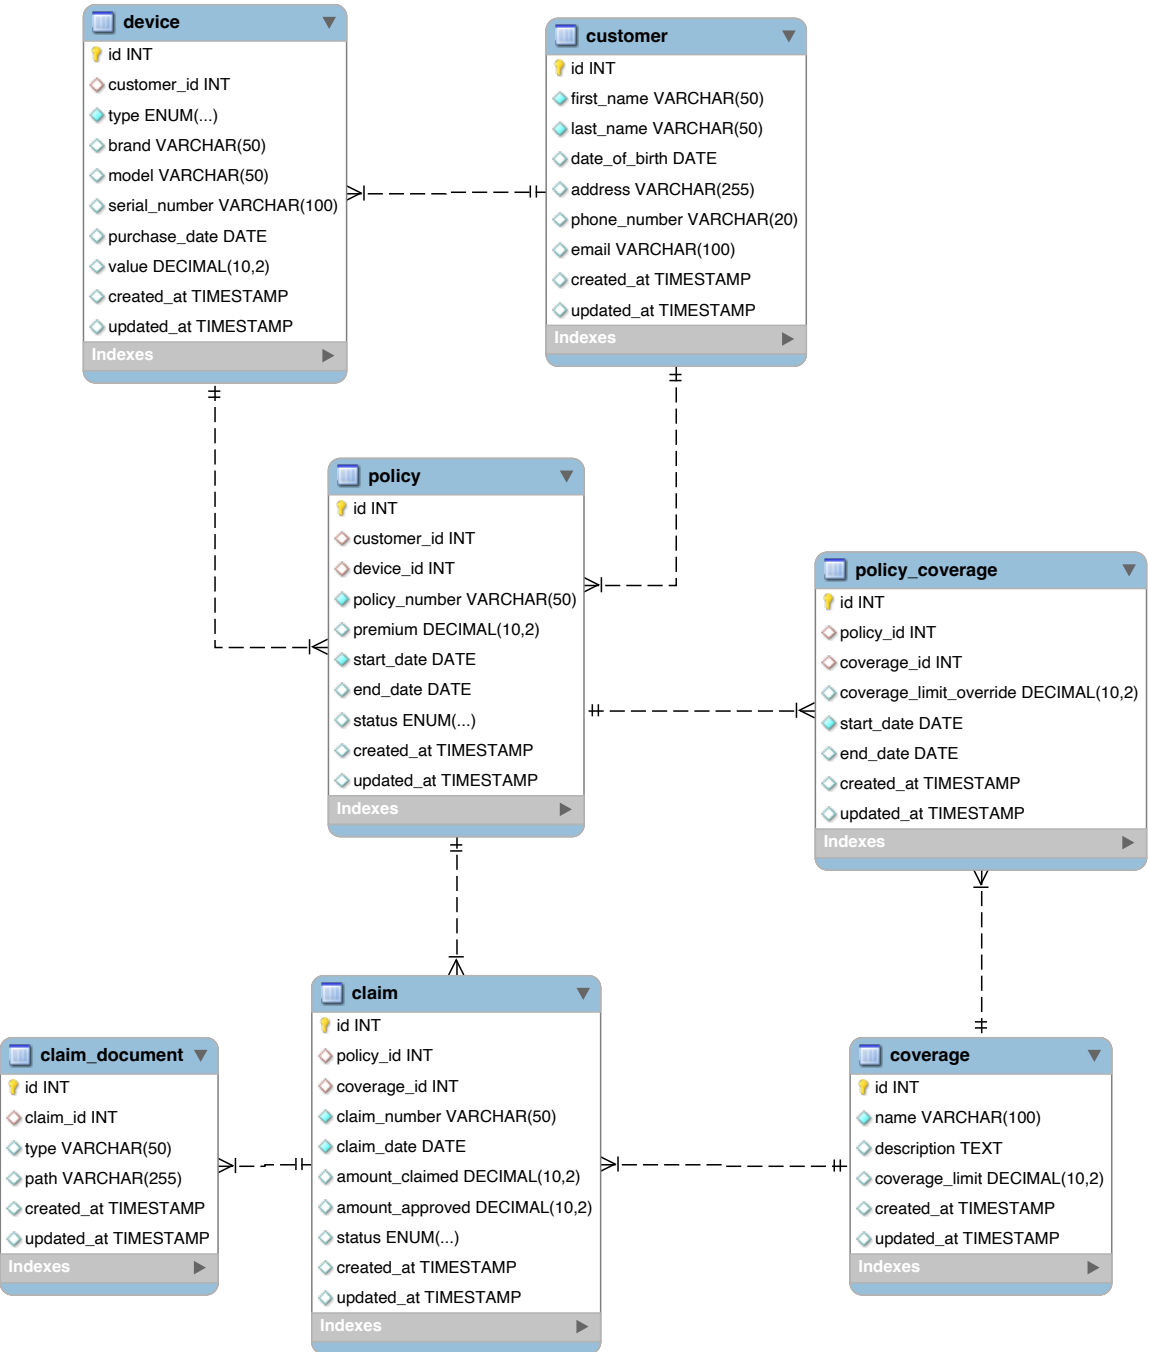 device
id INT
customer_id INT
type ENUM(...)
brand VARCHAR(50)
model VARCHAR(50)
serial_number VARCHAR(100)
purchase_date DATE
value DECIMAL(10,2)
created_at TIMESTAMP
updated_at TIMESTAMP
Indexes
customer
id INT
first_name VARCHAR(50)
last_name VARCHAR(50)
date_of_birth DATE
address VARCHAR(255)
phone_number VARCHAR(20)
email VARCHAR(100)
created_at TIMESTAMP
updated_at TIMESTAMP
Indexes
policy
id INT
customer_id INT
device_id INT
policy_number VARCHAR(50)
premium DECIMAL(10,2)
start_date DATE
end_date DATE
status ENUM(...)
created_at TIMESTAMP
updated_at TIMESTAMP
Indexes
policy_coverage
id INT
policy_id INT
coverage_id INT
coverage_limit_override DECIMAL(10,2)
start_date DATE
end_date DATE
created_at TIMESTAMP
updated_at TIMESTAMP
Indexes
claim_document
id INT
claim_id INT
type VARCHAR(50)
path VARCHAR(255)
created_at TIMESTAMP
updated_at TIMESTAMP
Indexes
claim
id INT
policy_id INT
coverage_id INT
claim_number VARCHAR(50)
claim_date DATE
amount_claimed DECIMAL(10,2)
amount_approved DECIMAL(10,2)
status ENUM(...)
created_at TIMESTAMP
updated_at TIMESTAMP
Indexes
coverage
id INT
name VARCHAR(100)
description TEXT
coverage_limit DECIMAL(10,2)
created_at TIMESTAMP
updated_at TIMESTAMP
Indexes